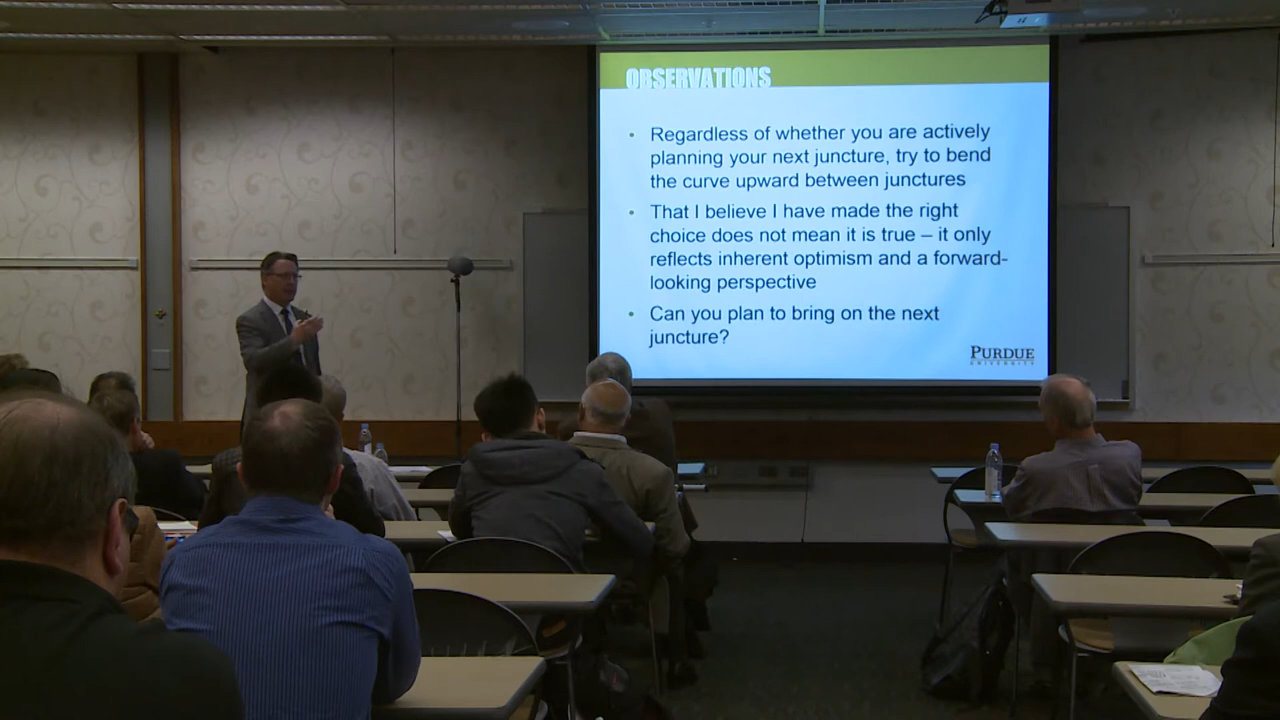 OBSERVATIONS
• Regardless of whether you are actively
planning your next juncture, try to bend
the curve upward between junctures
• That I believe I have made the right
choice does not mean it is true – it only
reflects inherent optimism and a forward-
looking perspective
• Can you plan to bring on the next
juncture?
PURDUE
UNIVERSITY